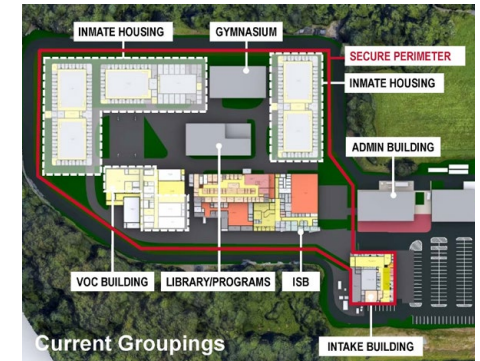 INMATE HOUSING
GYMNASIUM
SECURE PERIMETER
INMATE HOUSING
ADMIN BUILDING
VOC BUILDING
LIBRARY/PROGRAMS
ISB
INTAKE BUILDING
Current Groupings